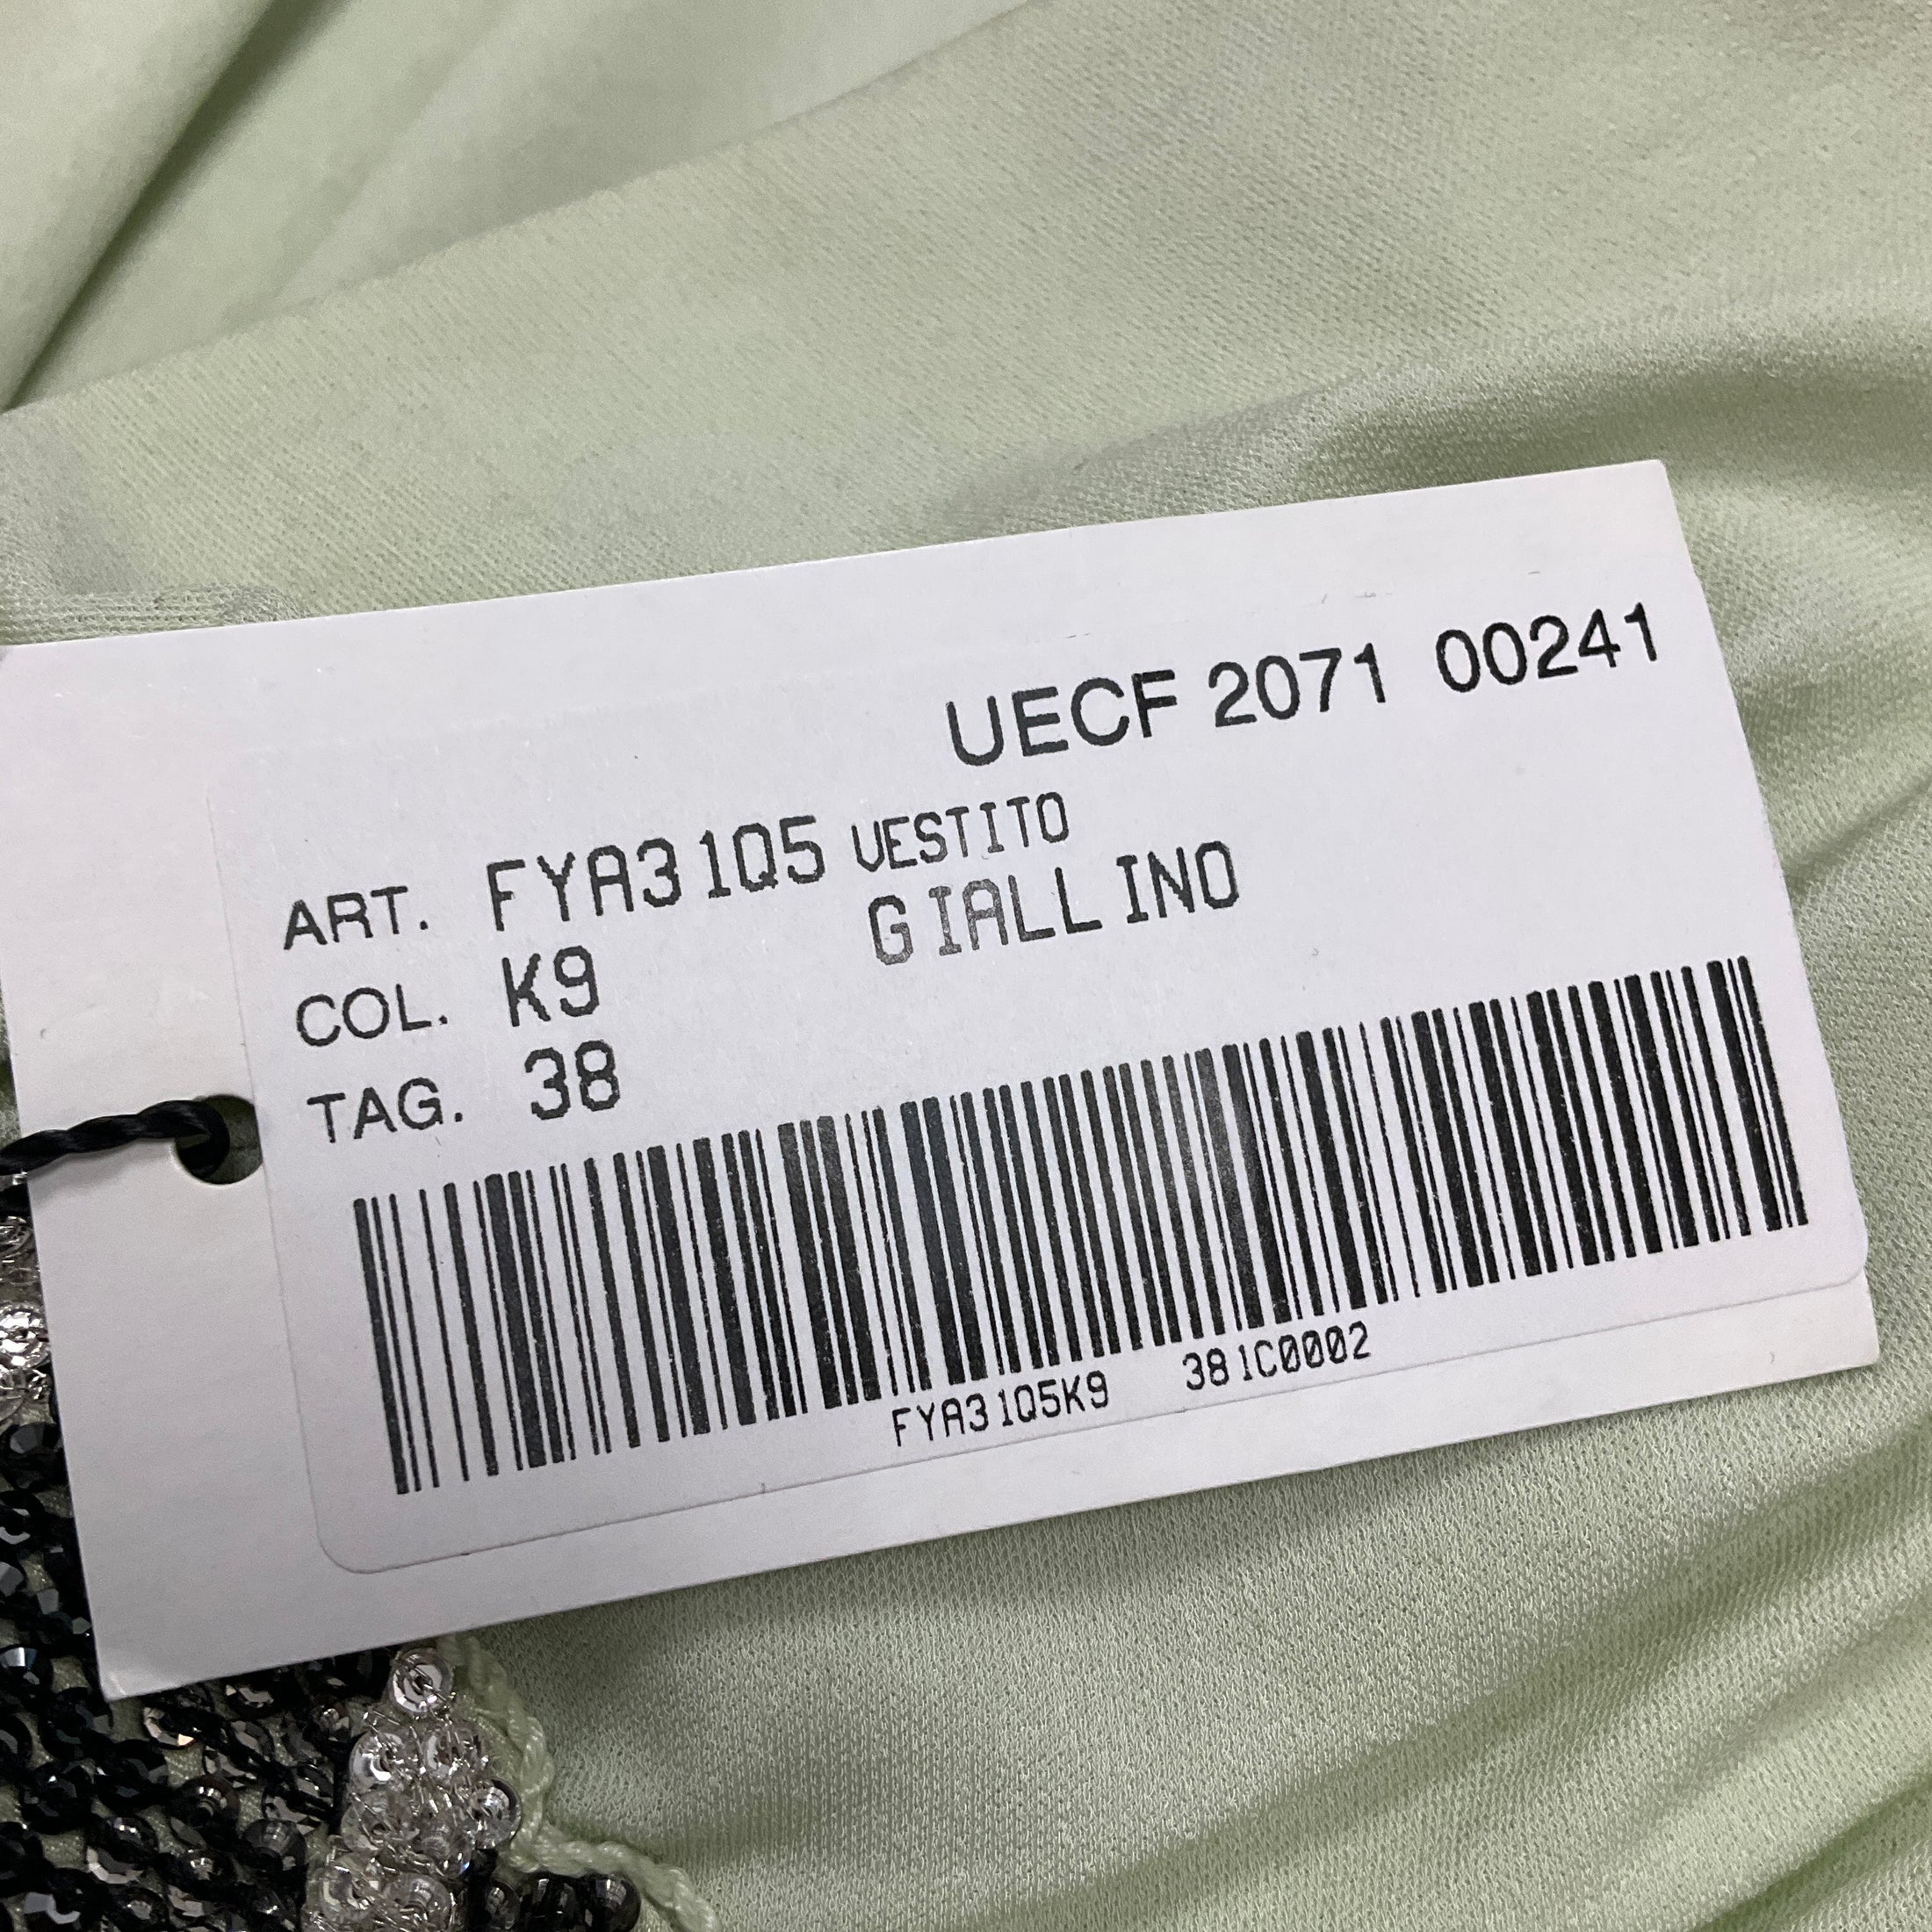 UECF 2071 00241
ART. FYA31Q5 VESTITO
COL. K9 GIALLINO
TAG. 38
FYA31Q5K9 381C0002